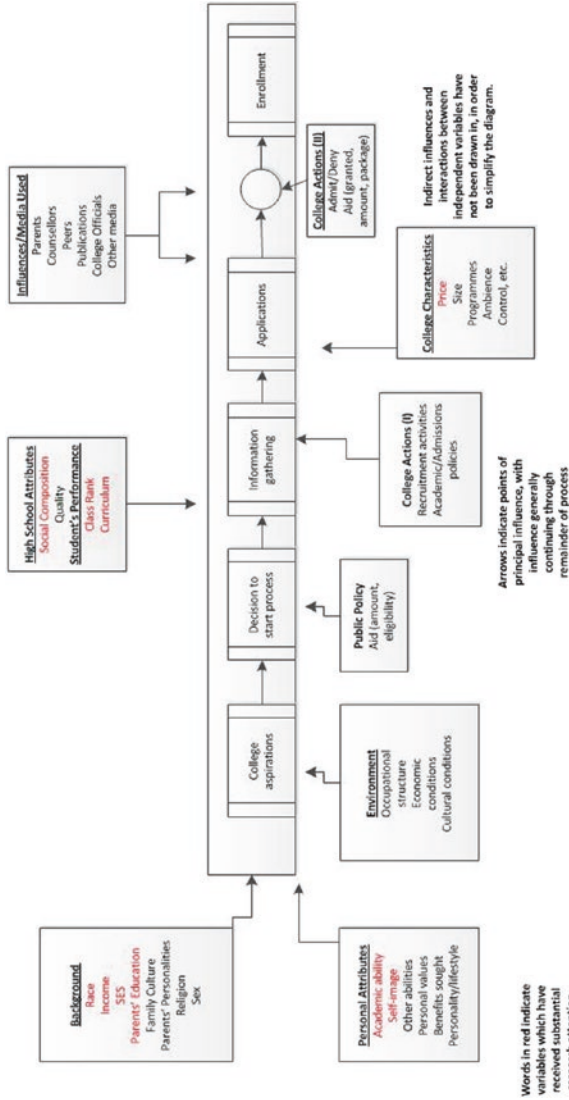 Background
Race
Income
SES
Parents' Education
Family Culture
Parents' Personalities
Religion
Sex
High School Attributes
Social Composition
Quality
Student's Performance
Class Rank
Curriculum
Influences/Media Used
Parents
Counsellors
Peers
Publications
College Officials
Other media
College
aspirations
Decision to
start process
Information
gathering
Applications
Enrollment
Personal Attributes
Academic ability
Self-image
Other abilities
Personal values
Benefits sought
Personality/lifestyle
Environment
Occupational
structure
Economic
conditions
Cultural conditions
Public Policy
Aid (amount,
eligibility)
College Actions (I)
Recruitment activities
Academic/Admissions
policies
College Characteristics
Price
Size
Programmes
Ambience
Control, etc.
College Actions (II)
Admit/Deny
Aid (granted,
amount, package)
Words in red indicate
variables which have
received substantial
Arrows indicate points of
principal influence, with
influence generally
continuing through
remainder of process
Indirect influences and
interactions between
independent variables have
not been drawn in, in order
to simplify the diagram.